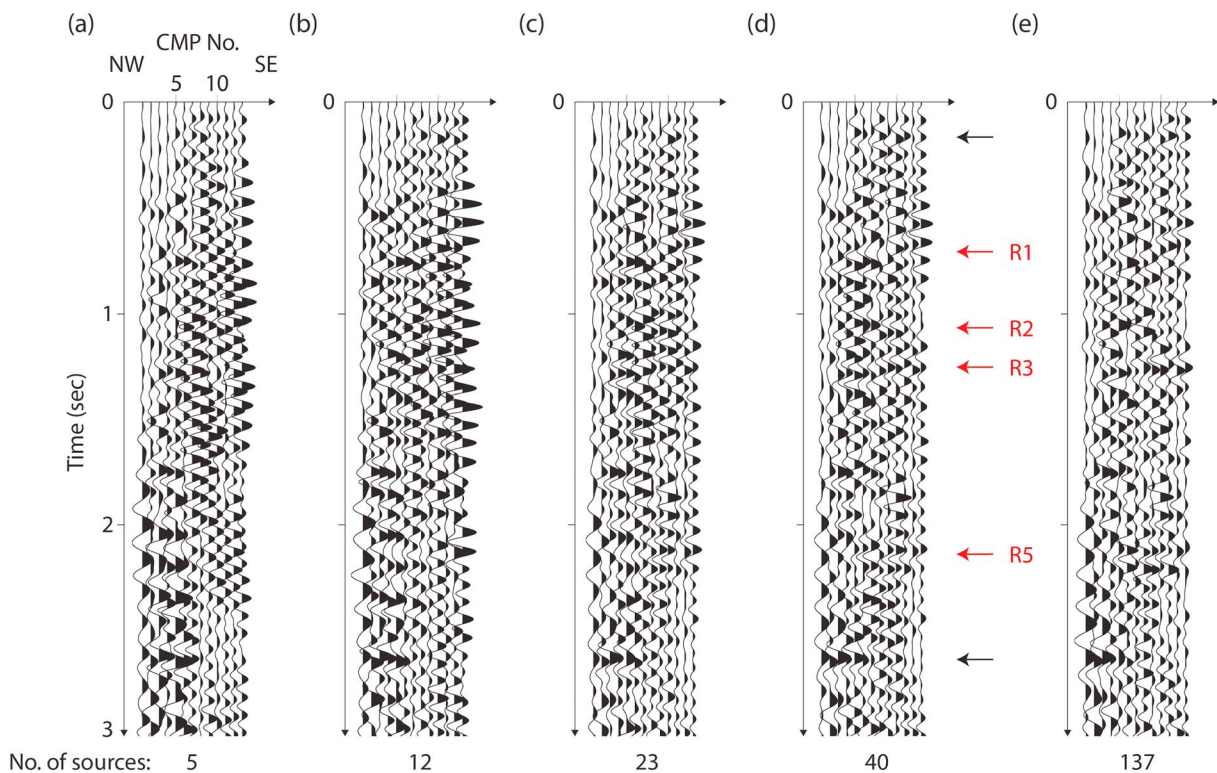 (a) (b) (c) (d) (e)
CMP No.
NW SE
5 10
0 0 0 0 0
R1
1
R2
R3
Time (sec)
2
R5
3
No. of sources: 5 12 23 40 137